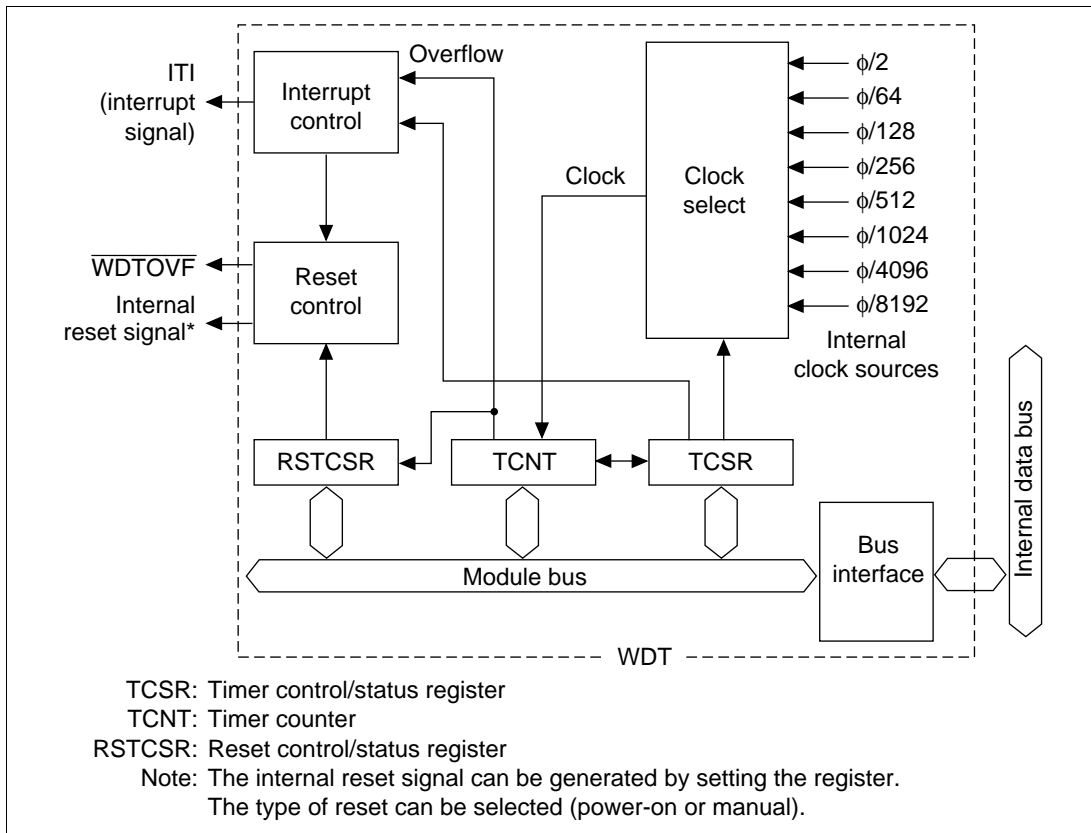 Overflow
ITI
(interrupt
signal)
Interrupt
control
Clock
Clock
select
ϕ/2
ϕ/64
ϕ/128
ϕ/256
ϕ/512
ϕ/1024
ϕ/4096
ϕ/8192
Internal
clock sources
WDTOVF
Internal
reset signal*
Reset
control
RSTCSR
TCNT
TCSR
Module bus
Bus
interface
Internal data bus
WDT
TCSR: Timer control/status register
TCNT: Timer counter
RSTCSR: Reset control/status register
Note: The internal reset signal can be generated by setting the register.
The type of reset can be selected (power-on or manual).